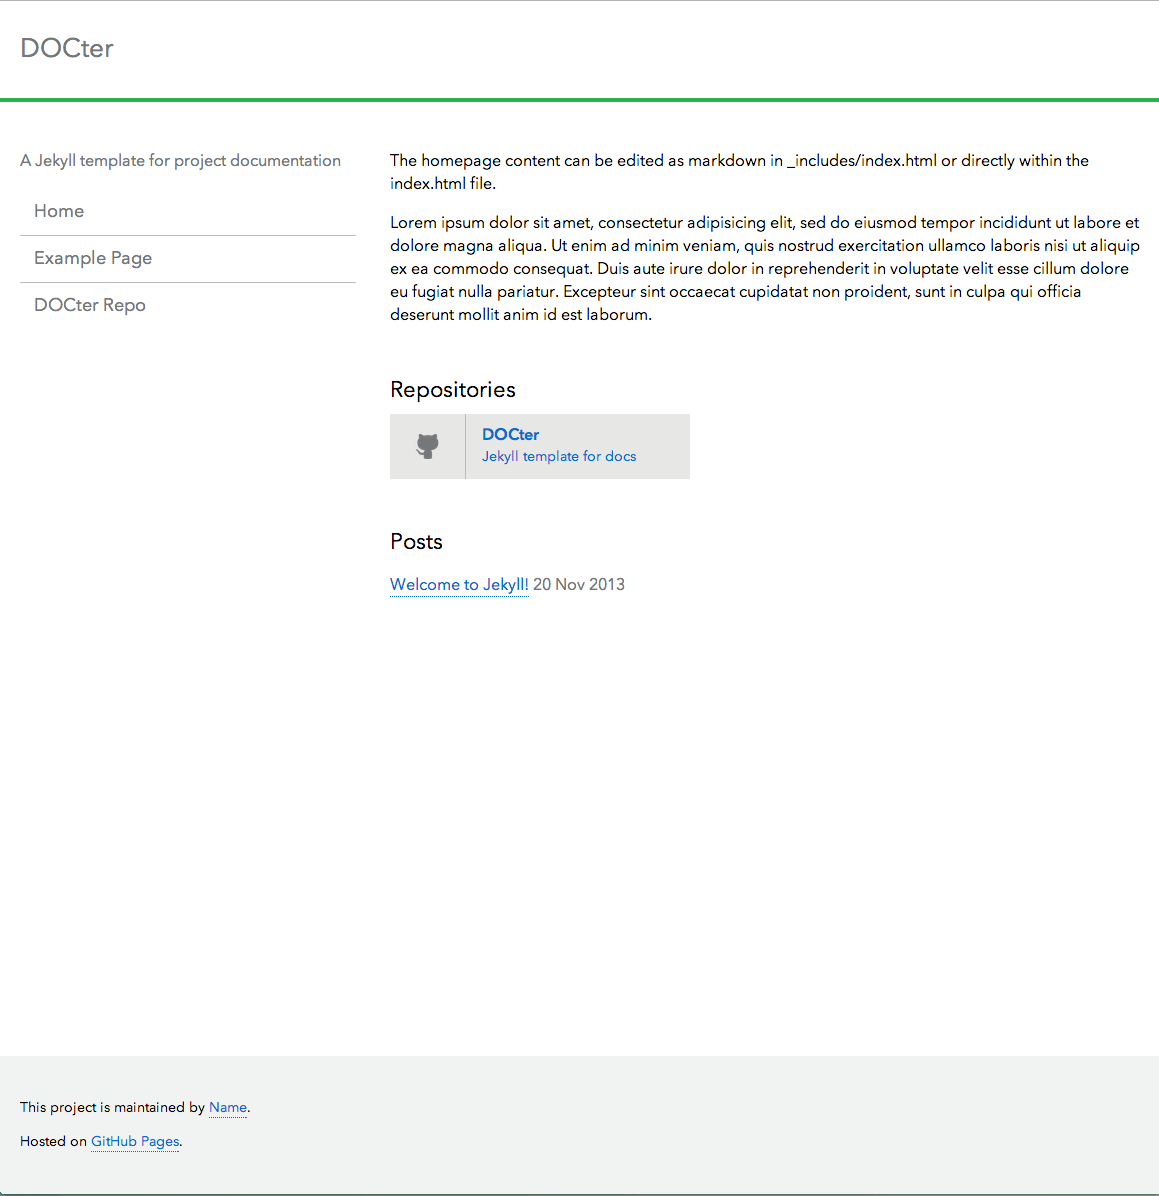 DOCter
A Jekyll template for project documentation
Home
Example Page
DOCter Repo
The homepage content can be edited as markdown in _includes/index.html or directly within the
index.html file.
Lorem ipsum dolor sit amet, consectetur adipisicing elit, sed do eiusmod tempor incididunt ut labore et
dolore magna aliqua. Ut enim ad minim veniam, quis nostrud exercitation ullamco laboris nisi ut aliquip
ex ea commodo consequat. Duis aute irure dolor in reprehenderit in voluptate velit esse cillum dolore
eu fugiat nulla pariatur. Excepteur sint occaecat cupidatat non proident, sunt in culpa qui officia
deserunt mollit anim id est laborum.
Repositories
DOCter
Jekyll template for docs
Posts
Welcome to Jekyll! 20 Nov 2013
This project is maintained by Name.
Hosted on GitHub Pages.